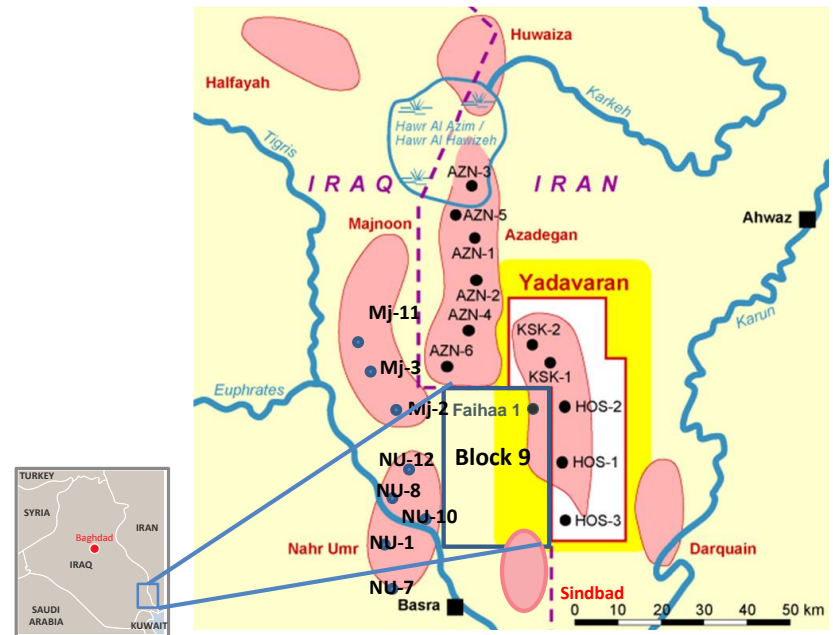 Huwaiza
Halfayah
Karkeh
Tigris
Hawr Al Azim /
Hawr Al Hawizeh
AZN-3
IRAQ
IRAN
AZN-5
Majnoon
Azadegan
Ahwaz
AZN-1
Yadavaran
AZN-2
Mj-11
AZN-4
KSK-2
Karun
Mj-3
AZN-6
KSK-1
Euphrates
Mj-2
Faihaa 1
HOS-2
NU-12
Block 9
HOS-1
NU-8
NU-10
HOS-3
Nahr Umr
NU-1
Darquain
NU-7
Sindbad
Basra
0 10 20 30 40 50 km
TURKEY
SYRIA
IRAN
Baghdad
IRAQ
SAUDI
ARABIA
KUWAIT